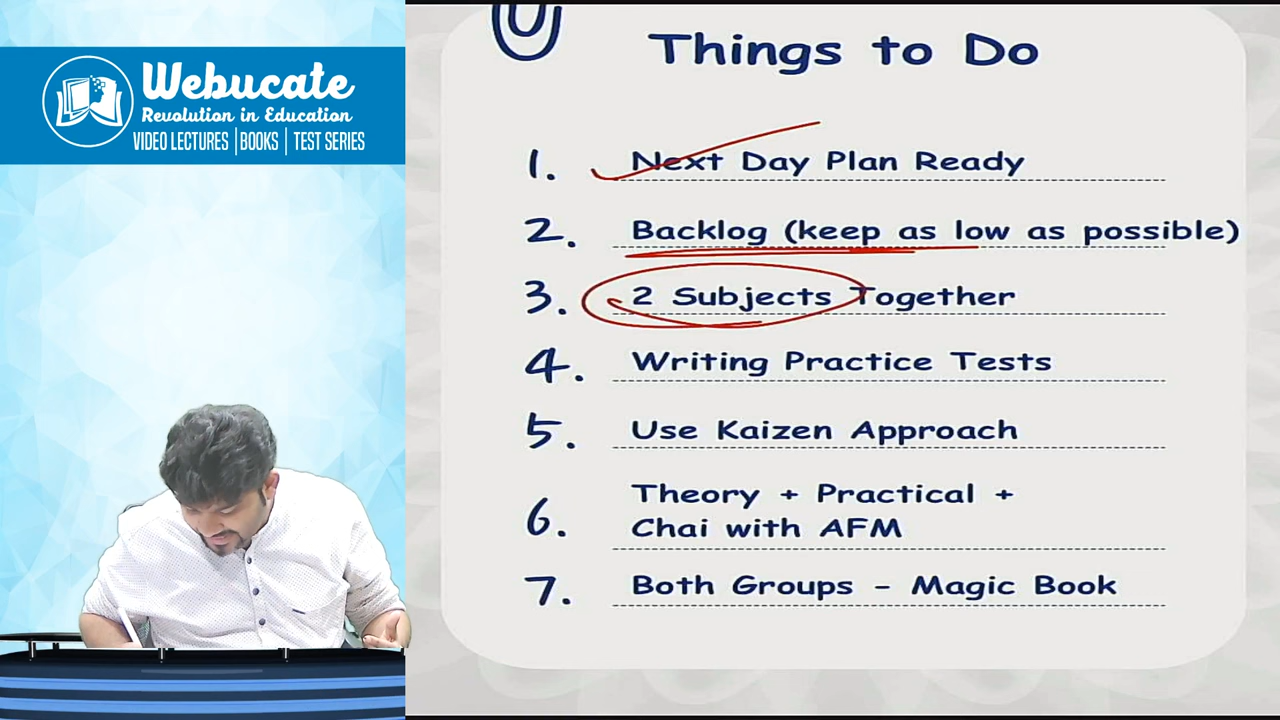 Webucate
Revolution in Education
VIDEO LECTURES | BOOKS | TEST SERIES
Things to Do
1. Next Day Plan Ready
2. Backlog (keep as low as possible)
3. 2 Subjects Together
4. Writing Practice Tests
5. Use Kaizen Approach
6. Theory + Practical +
Chai with AFM
7. Both Groups - Magic Book